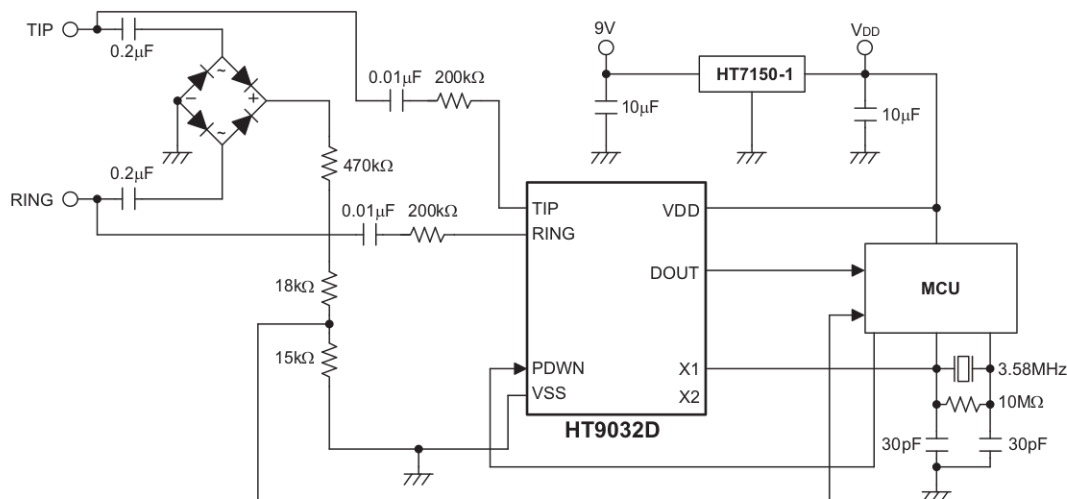 TIP
0.2μF
~
−
+
~
0.01μF
200kΩ
9V
VDD
HT7150-1
10μF
10μF
0.2μF
RING
470kΩ
0.01μF
200kΩ
TIP
RING
VDD
DOUT
MCU
18kΩ
15kΩ
PDWN
VSS
X1
X2
HT9032D
3.58MHz
10MΩ
30pF
30pF